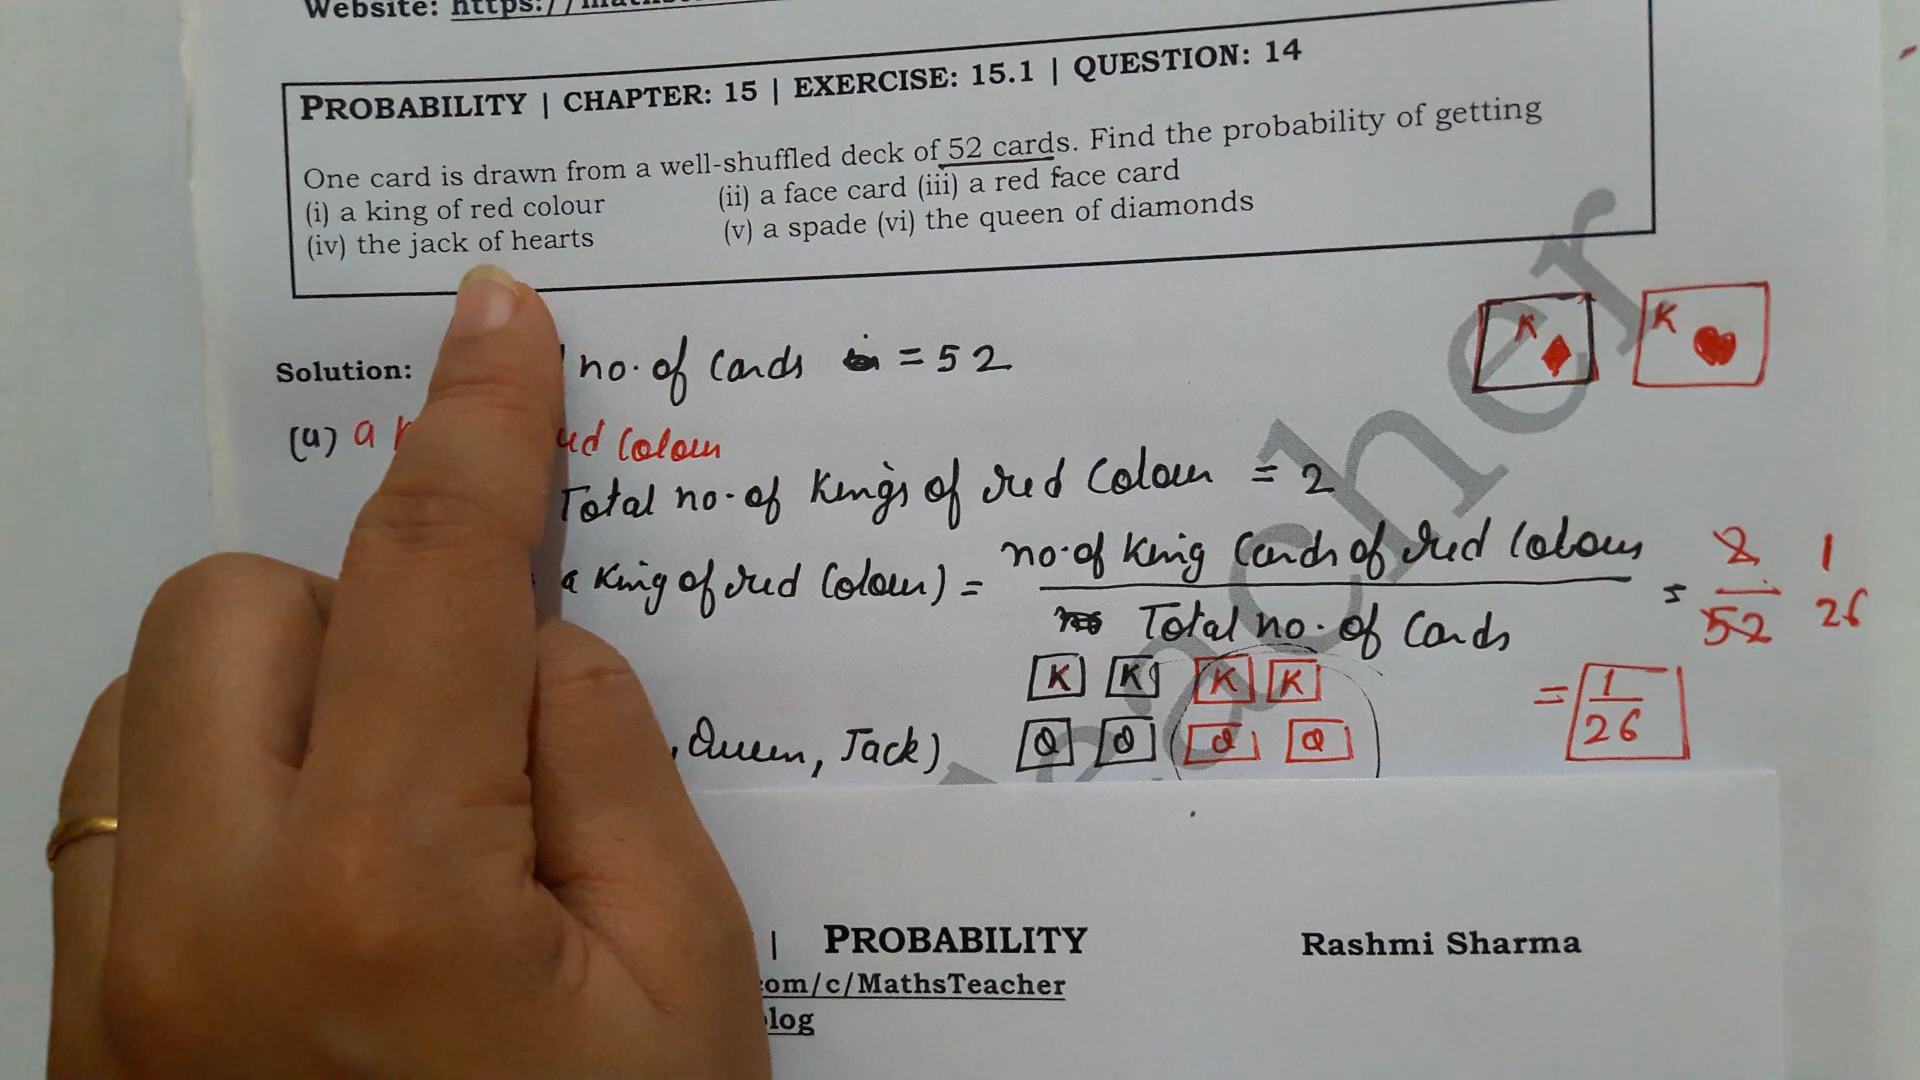 Website: https://
PROBABILITY | CHAPTER: 15 | EXERCISE: 15.1 | QUESTION: 14
One card is drawn from a well-shuffled deck of 52 cards. Find the probability of getting
(i) a king of red colour (ii) a face card (iii) a red face card
(iv) the jack of hearts (v) a spade (vi) the queen of diamonds
K K
Solution: no. of cards = 52
a colour
Total no. of kings of red colour = 2
a king of red colour) = no. of king cards of red colour / Total no. of cards = 2/52 1/26
K K K K
, Queen, Jack) Q Q Q Q
= 1/26
| PROBABILITY Rashmi Sharma
com/c/MathsTeacher
log
eacher